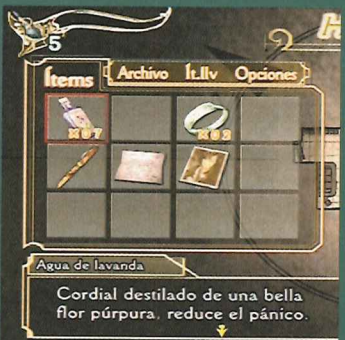 5
Ítems
Archivo It.llv Opciones
x07 x03
Agua de lavanda
Cordial destilado de una bella
flor púrpura, reduce el pánico.